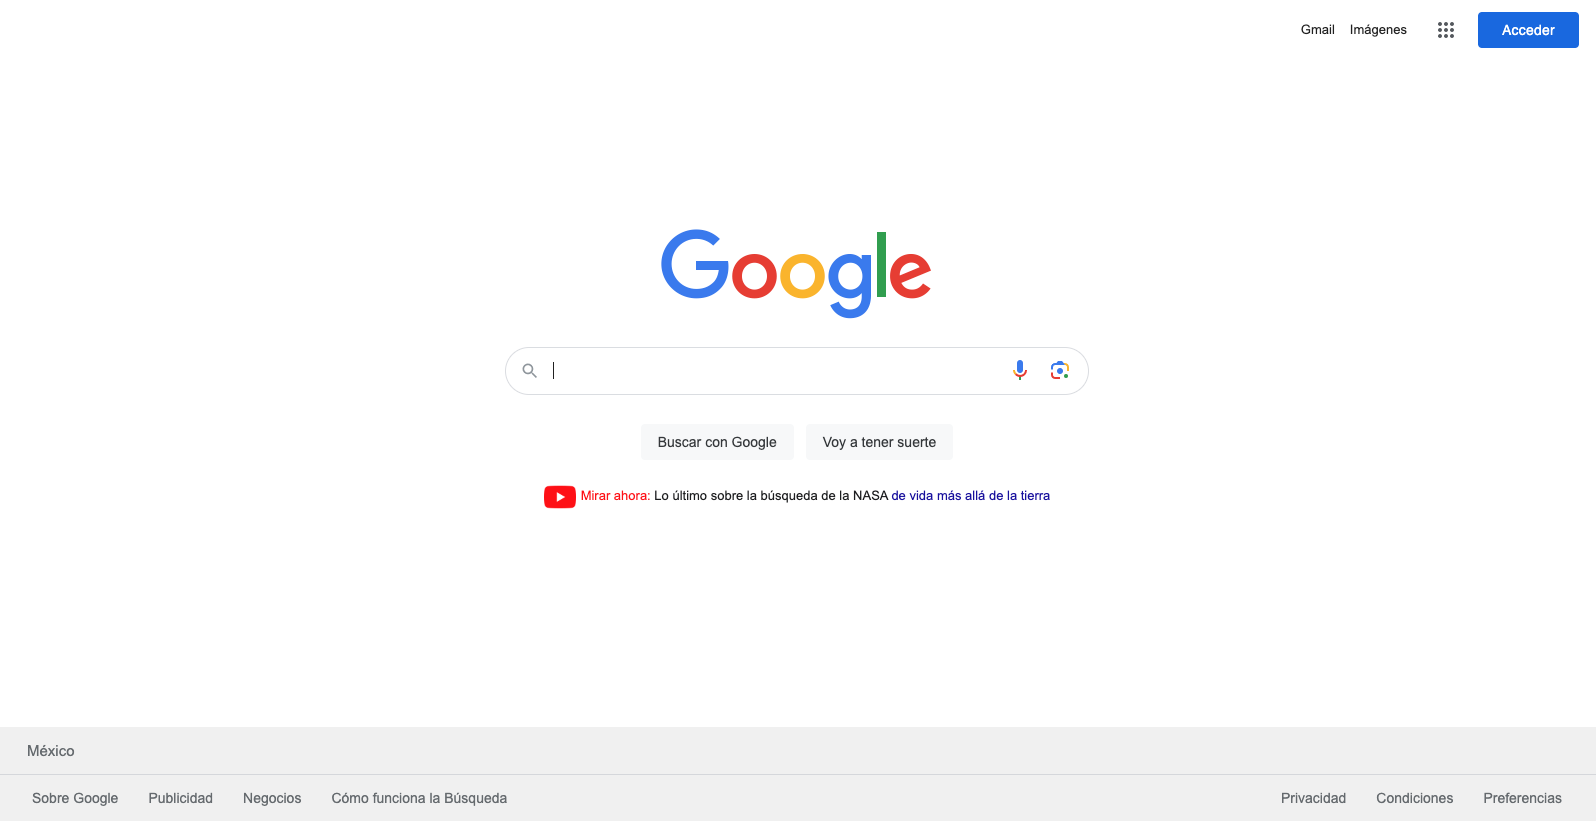 Gmail Imágenes Acceder
Google
Buscar con Google Voy a tener suerte
Mirar ahora: Lo último sobre la búsqueda de la NASA de vida más allá de la tierra
México
Sobre Google Publicidad Negocios Cómo funciona la Búsqueda Privacidad Condiciones Preferencias